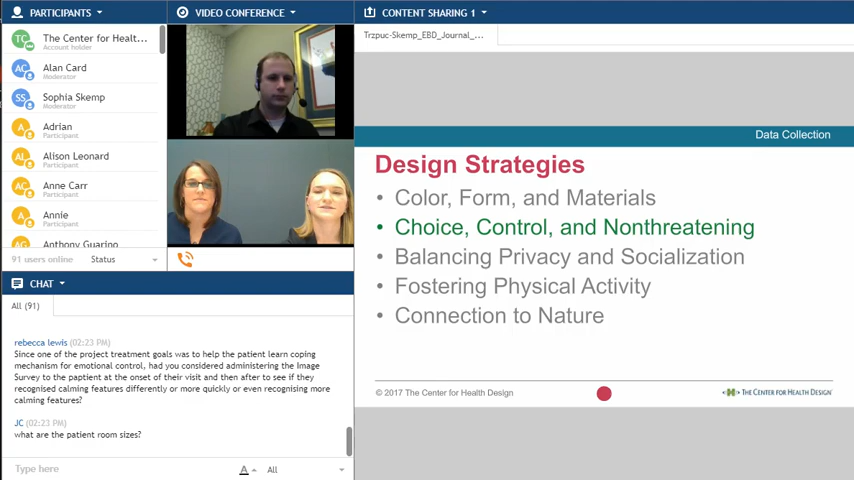 PARTICIPANTS
TC The Center for Healt...
Account holder
AC Alan Card
Moderator
SS Sophia Skemp
Moderator
A Adrian
Participant
AL Alison Leonard
Participant
AC Anne Carr
Participant
A Annie
Participant
Anthony Guarino
91 users online Status
VIDEO CONFERENCE
CHAT
All (91)
rebecca lewis (02:23 PM)
Since one of the project treatment goals was to help the patient learn coping
mechanism for emotional control, had you considered administering the Image
Survey to the paptient at the onset of their visit and then after to see if they
recognised calming features differently or more quickly or even recognising more
calming features?
JC (02:23 PM)
what are the patient room sizes?
Type here A All
CONTENT SHARING 1
Trzpuc-Skemp_EBD_Journal_...
Data Collection
Design Strategies
• Color, Form, and Materials
• Choice, Control, and Nonthreatening
• Balancing Privacy and Socialization
• Fostering Physical Activity
• Connection to Nature
© 2017 The Center for Health Design
THE CENTER FOR HEALTH DESIGN